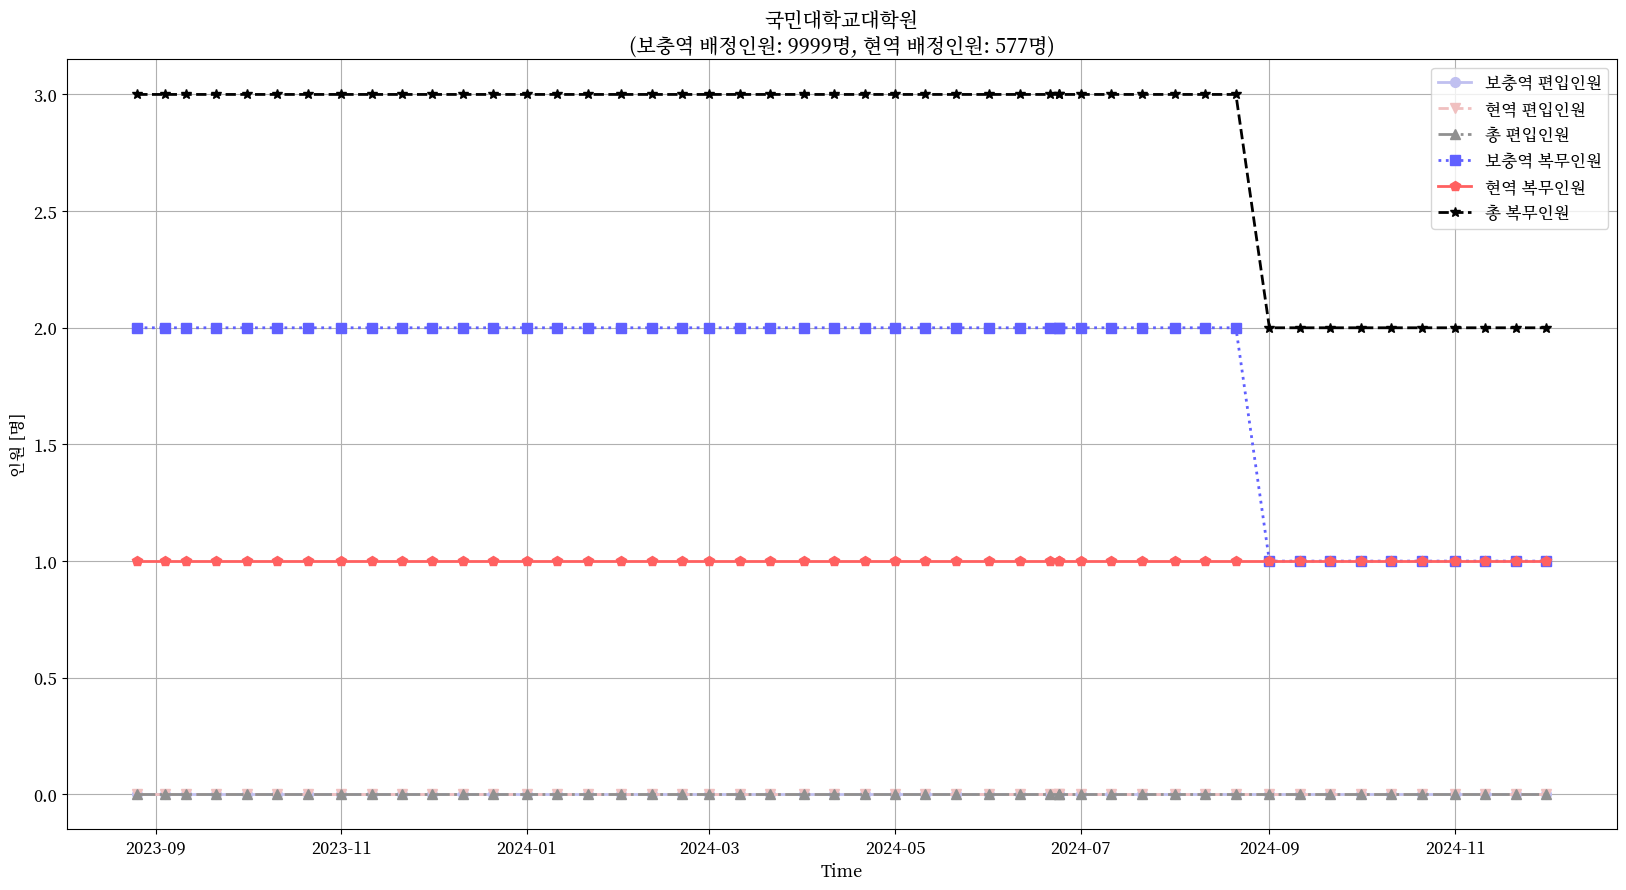 국민대학교대학원
(보충역 배정인원: 9999명, 현역 배정인원: 577명)
보충역 편입인원
현역 편입인원
총 편입인원
보충역 복무인원
현역 복무인원
총 복무인원
3.0
2.5
2.0
1.5
1.0
0.5
0.0
인원 [명]
2023-09
2023-11
2024-01
2024-03
2024-05
2024-07
2024-09
2024-11
Time